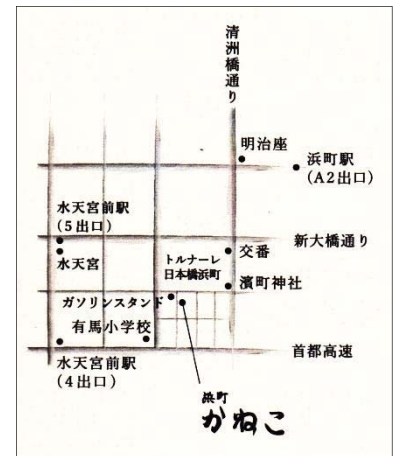 清洲橋通り
明治座
浜町駅
(A2出口)
水天宮前駅
(5出口)
新大橋通り
水天宮
トルナーレ
日本橋浜町
交番
濱町神社
ガソリンスタンド
有馬小学校
首都高速
水天宮前駅
(4出口)
浜町
かねこ